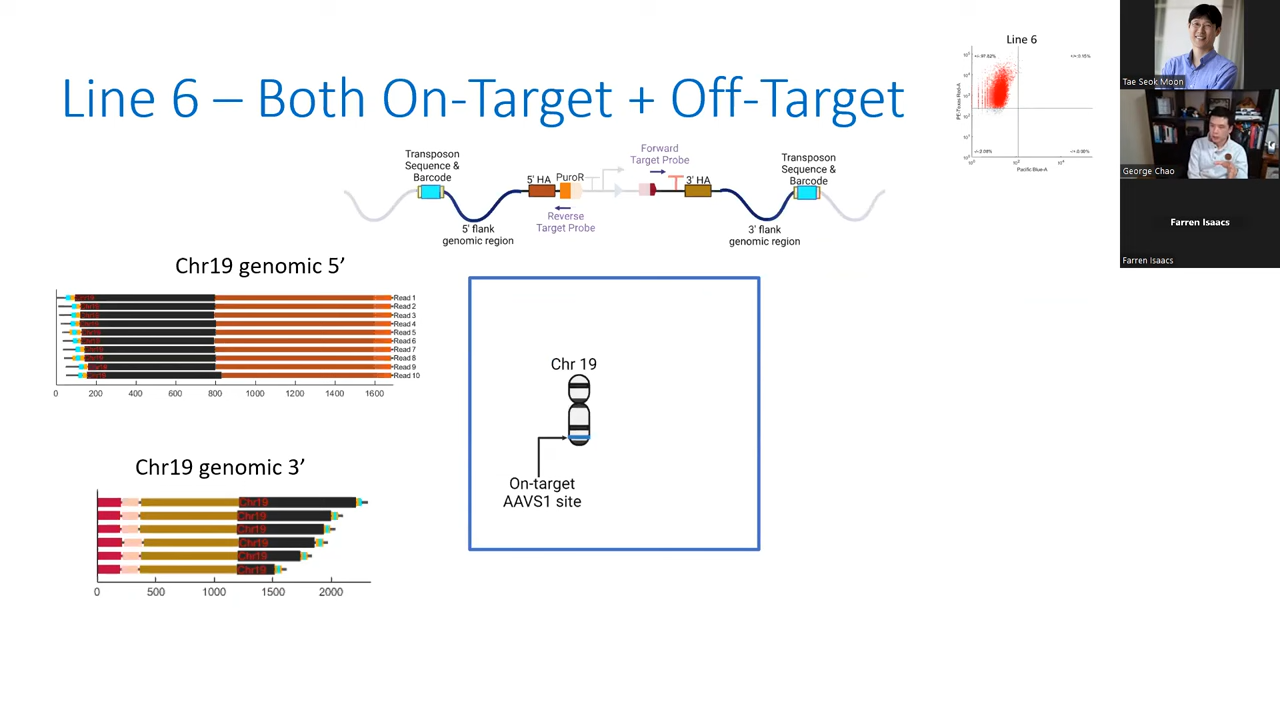 Line 6 – Both On-Target + Off-Target
Line 6
PE-Texas Red-A
Pacific Blue-A
Tae Seok Moon
George Chao
Farren Isaacs
Farren Isaacs
Transposon
Sequence &
Barcode
5' HA
PuroR
Forward
Target Probe
3' HA
Transposon
Sequence &
Barcode
Reverse
Target Probe
5' flank
genomic region
3' flank
genomic region
Chr19 genomic 5'
Read 1
Read 2
Read 3
Read 4
Read 5
Read 6
Read 7
Read 8
Read 9
Read 10
0 200 400 600 800 1000 1200 1400 1600
Chr 19
On-target
AAVS1 site
Chr19 genomic 3'
Chr19
Chr19
Chr19
Chr19
Chr19
Chr19
0 500 1000 1500 2000